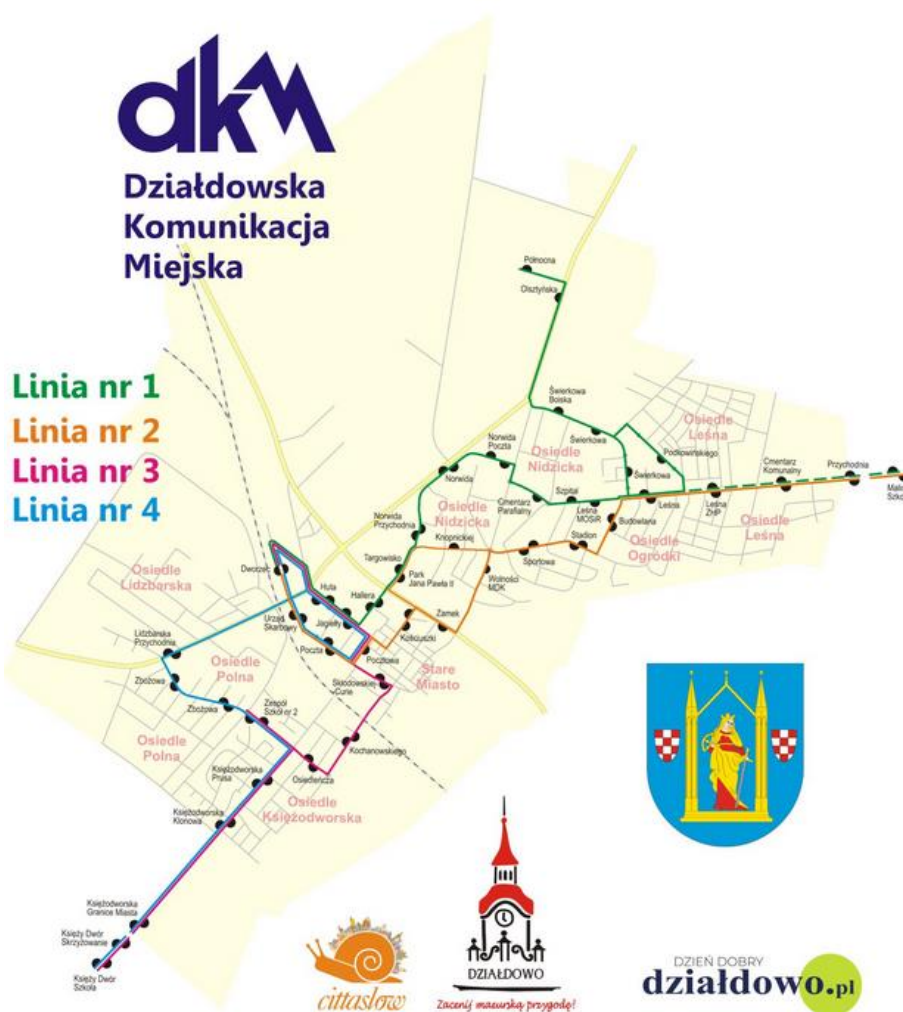 dkm
Działdowska
Komunikacja
Miejska
Linia nr 1
Linia nr 2
Linia nr 3
Linia nr 4
Północna
Olsztyńska
Świerkowa
Boiska
Świerkowa
Osiedle
Leśna
Podkowińskiego
Norwida
Poczta
Osiedle
Nidzicka
Świerkowa
Cmentarz
Komunalny
Przychodnia
Norwida
Szpital
Leśna
Leśna
ZHP
Cmentarz
Parafialny
Leśna
MOSiR
Budowlana
Osiedle
Leśna
Osiedle
Nidzicka
Norwida
Przychodnia
Knopnickiej
Stadion
Osiedle
Ogródki
Sportowa
Targowisko
Park
Jana Pawła II
Wolności
MDK
Dworzec
Osiedle
Lidzbarska
Huta
Hallera
Zamek
Urząd
Skarbowy
Jagiełły
Kościuszki
Lidzbarska
Przychodnia
Poczta
Pocztowa
Osiedle
Polna
Stare
Miasto
Skłodowskiej-
Curie
Zbożowa
Zbożowa
Zespół
Szkół nr 2
Osiedle
Polna
Kochanowskiego
Księżodworska
Prusa
Osiedleńcza
Osiedle
Księżodworska
Księżodworska
Klonowa
Księżodworska
Granice Miasta
Księży Dwór
Skrzyżowanie
Księży Dwór
Szkoła
cittaslow
DZIAŁDOWO
Zacznij mazurską przygodę!
DZIEŃ DOBRY
działdowo.pl